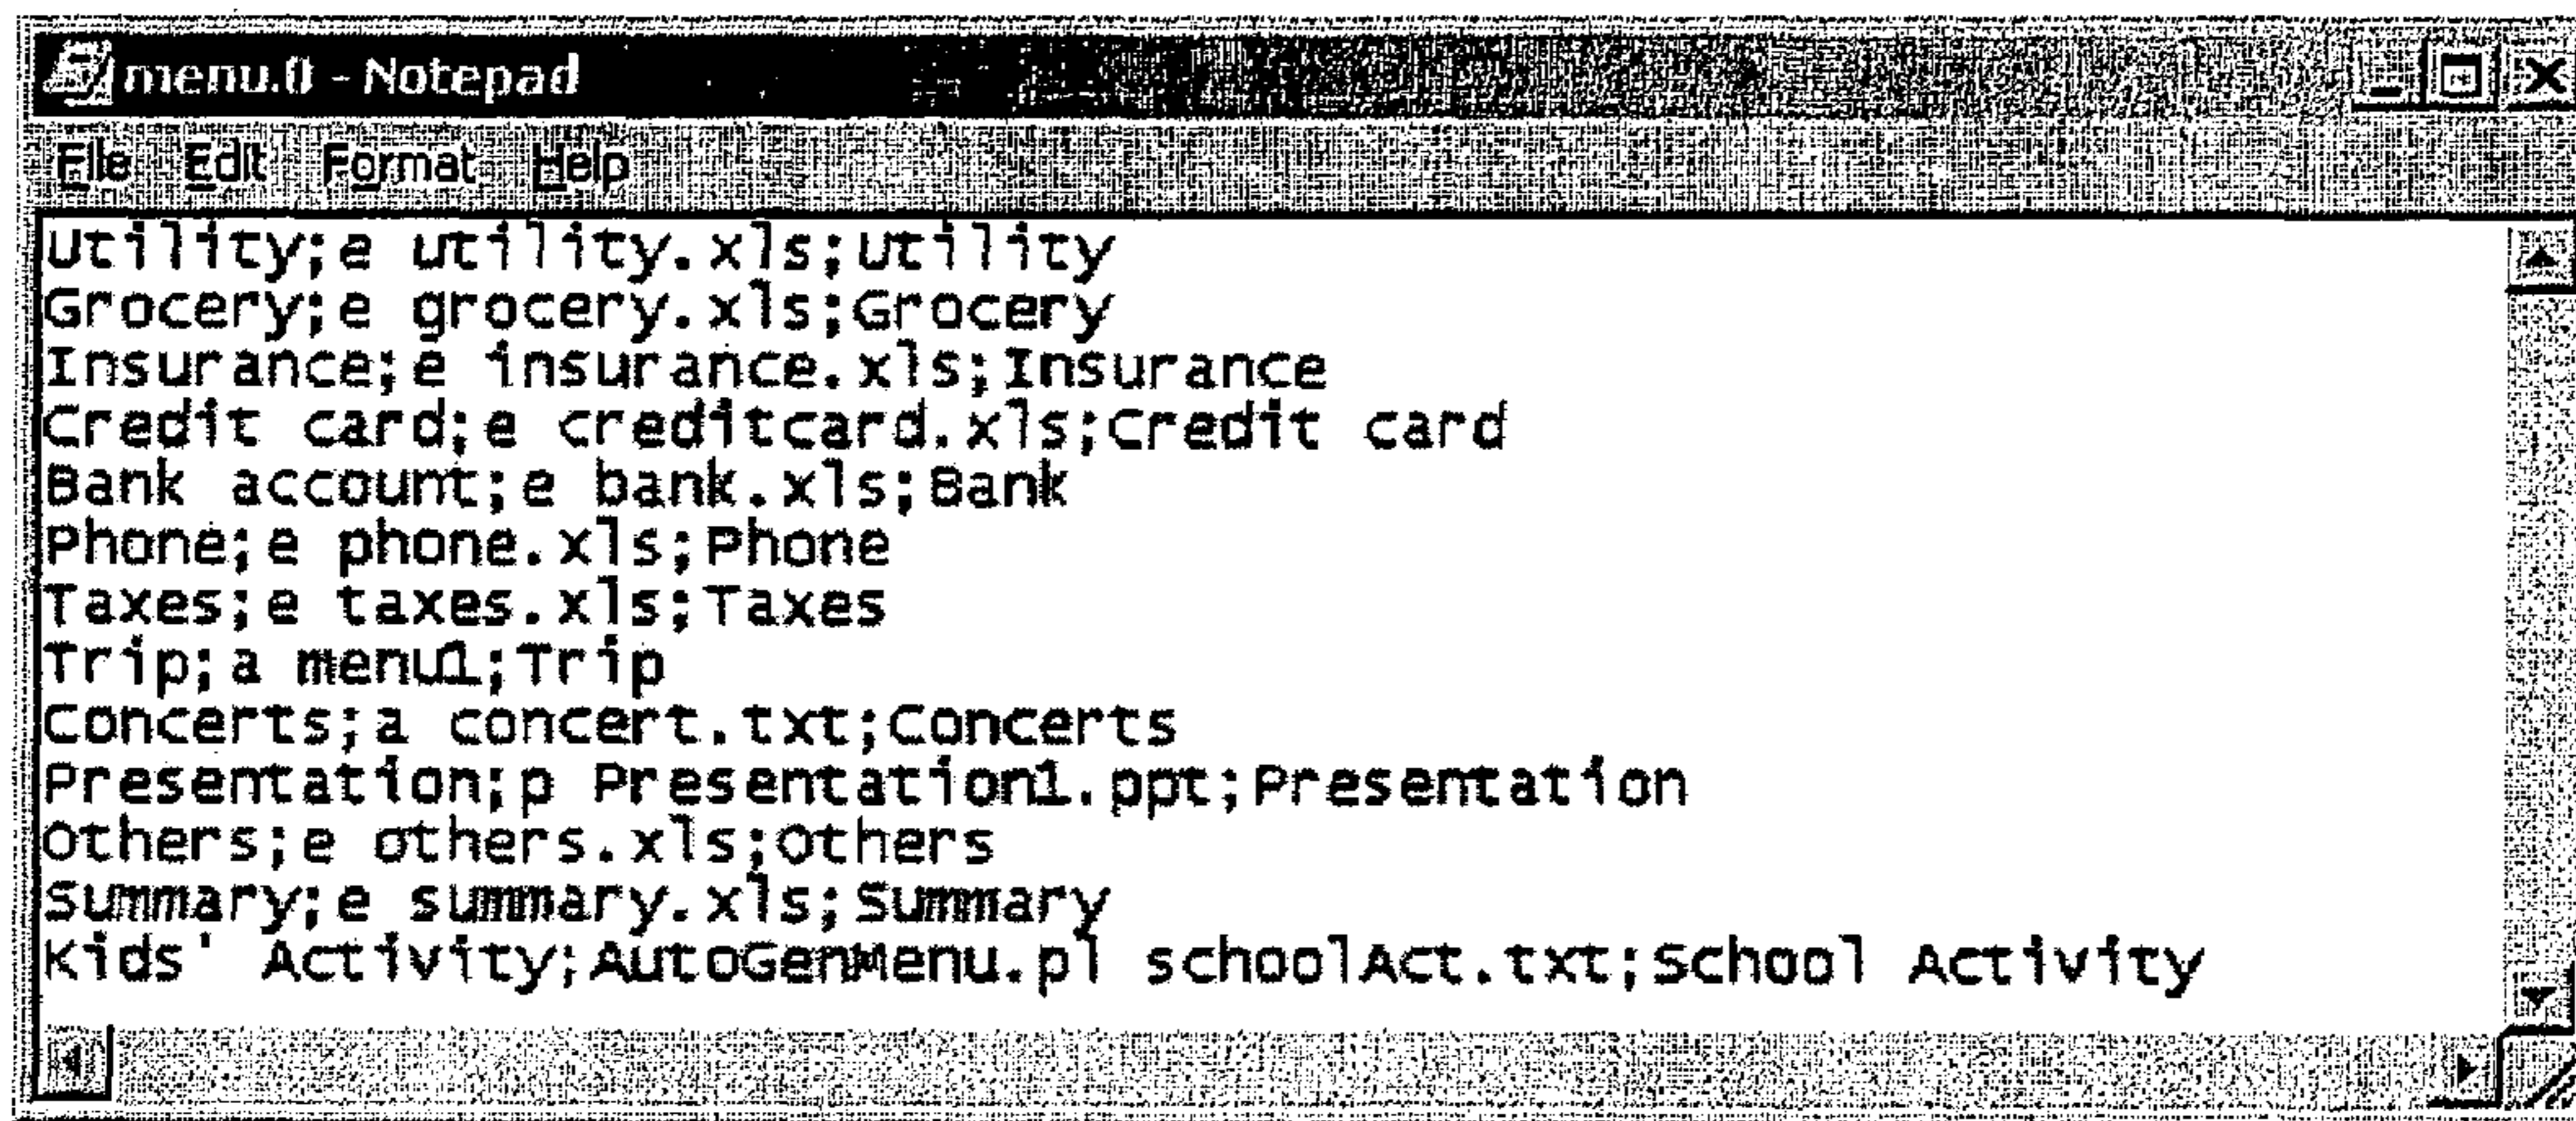 menu.0 - Notepad
File Edit Format Help
Utility;e utility.xls;Utility
Grocery;e grocery.xls;Grocery
Insurance;e insurance.xls;Insurance
Credit card;e creditcard.xls;Credit card
Bank account;e bank.xls;Bank
Phone;e phone.xls;Phone
Taxes;e taxes.xls;Taxes
Trip;a menu1;Trip
Concerts;a concert.txt;Concerts
Presentation;p Presentation1.ppt;Presentation
Others;e others.xls;Others
Summary;e summary.xls;Summary
Kids' Activity;AutoGenMenu.pl schoolAct.txt;School Activity